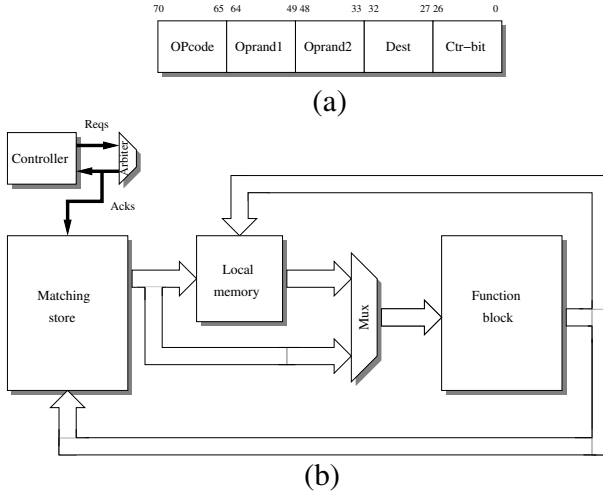 70 65 64 49 48 33 32 27 26 0
OPcode Oprand1 Oprand2 Dest Ctr-bit
(a)
Reqs
Controller
Arbiter
Acks
Matching
store
Local
memory
Mux
Function
block
(b)